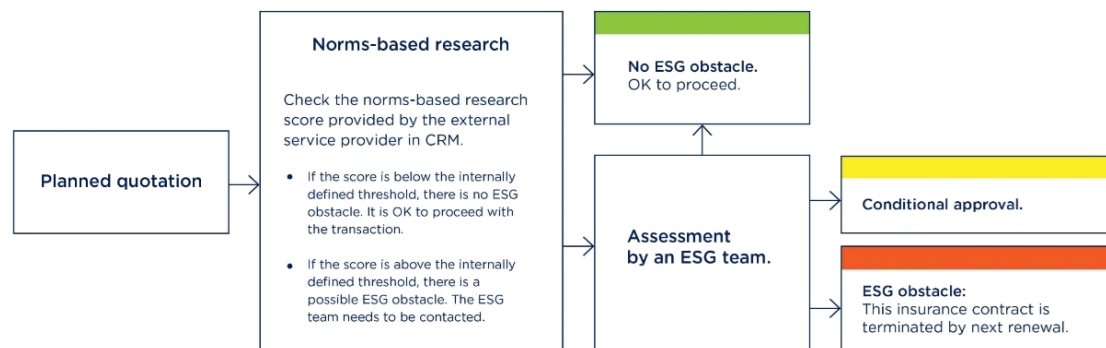 Planned quotation
Norms-based research
Check the norms-based research
score provided by the external
service provider in CRM.
• If the score is below the internally
defined threshold, there is no ESG
obstacle. It is OK to proceed with
the transaction.
• If the score is above the internally
defined threshold, there is a
possible ESG obstacle. The ESG
team needs to be contacted.
No ESG obstacle.
OK to proceed.
Assessment
by an ESG team.
Conditional approval.
ESG obstacle:
This insurance contract is
terminated by next renewal.